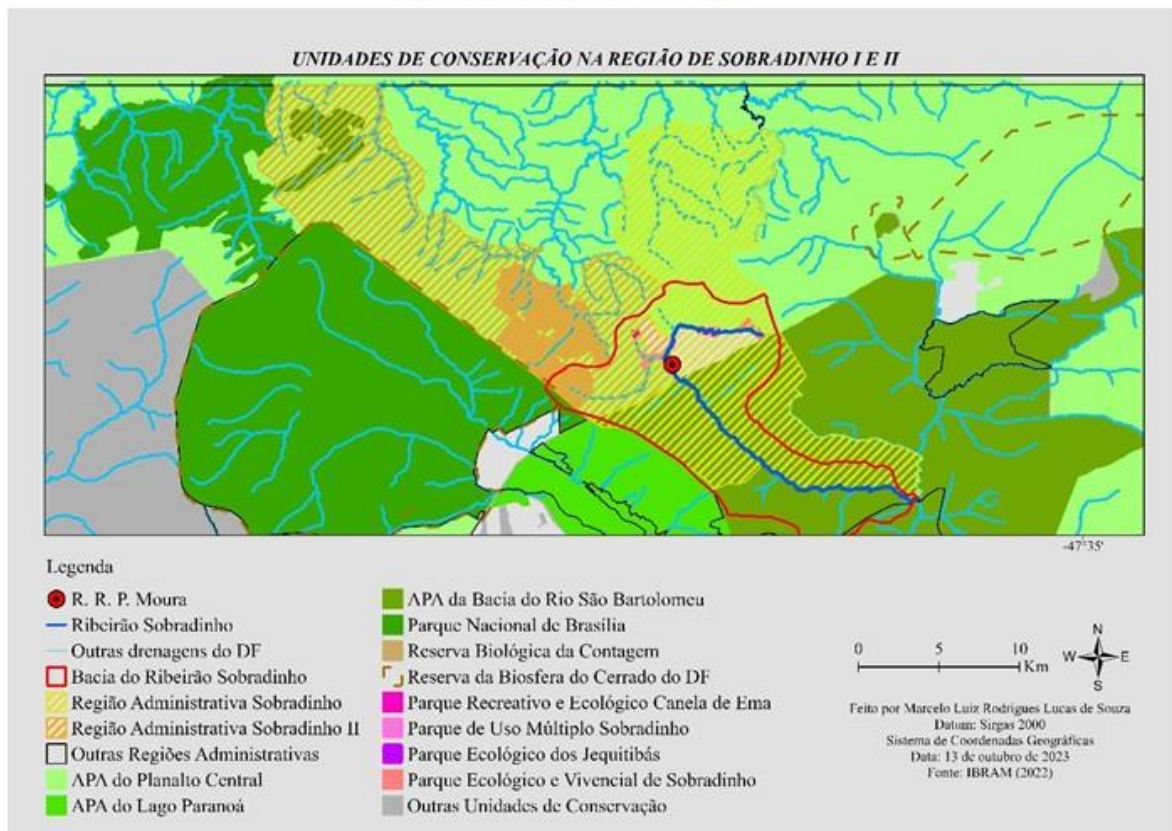 UNIDADES DE CONSERVAÇÃO NA REGIÃO DE SOBRADINHO I E II
-47°35'
Legenda
R. R. P. Moura
Ribeirão Sobradinho
Outras drenagens do DF
Bacia do Ribeirão Sobradinho
Região Administrativa Sobradinho
Região Administrativa Sobradinho II
Outras Regiões Administrativas
APA do Planalto Central
APA do Lago Paranoá
APA da Bacia do Rio São Bartolomeu
Parque Nacional de Brasília
Reserva Biológica da Contagem
Reserva da Biosfera do Cerrado do DF
Parque Recreativo e Ecológico Canela de Ema
Parque de Uso Múltiplo Sobradinho
Parque Ecológico dos Jequitibás
Parque Ecológico e Vivencial de Sobradinho
Outras Unidades de Conservação
0 5 10
Km
N
W E
S
Feito por Marcelo Luiz Rodrigues Lucas de Souza
Datum: Sirgas 2000
Sistema de Coordenadas Geográficas
Data: 13 de outubro de 2023
Fonte: IBRAM (2022)